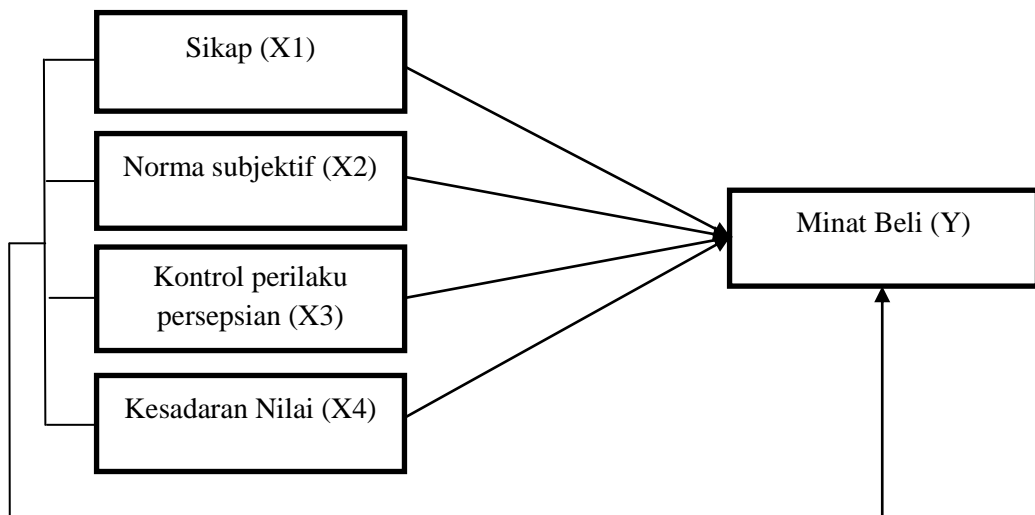 Sikap (X1)
Norma subjektif (X2)
Kontrol perilaku
persepsian (X3)
Kesadaran Nilai (X4)
Minat Beli (Y)